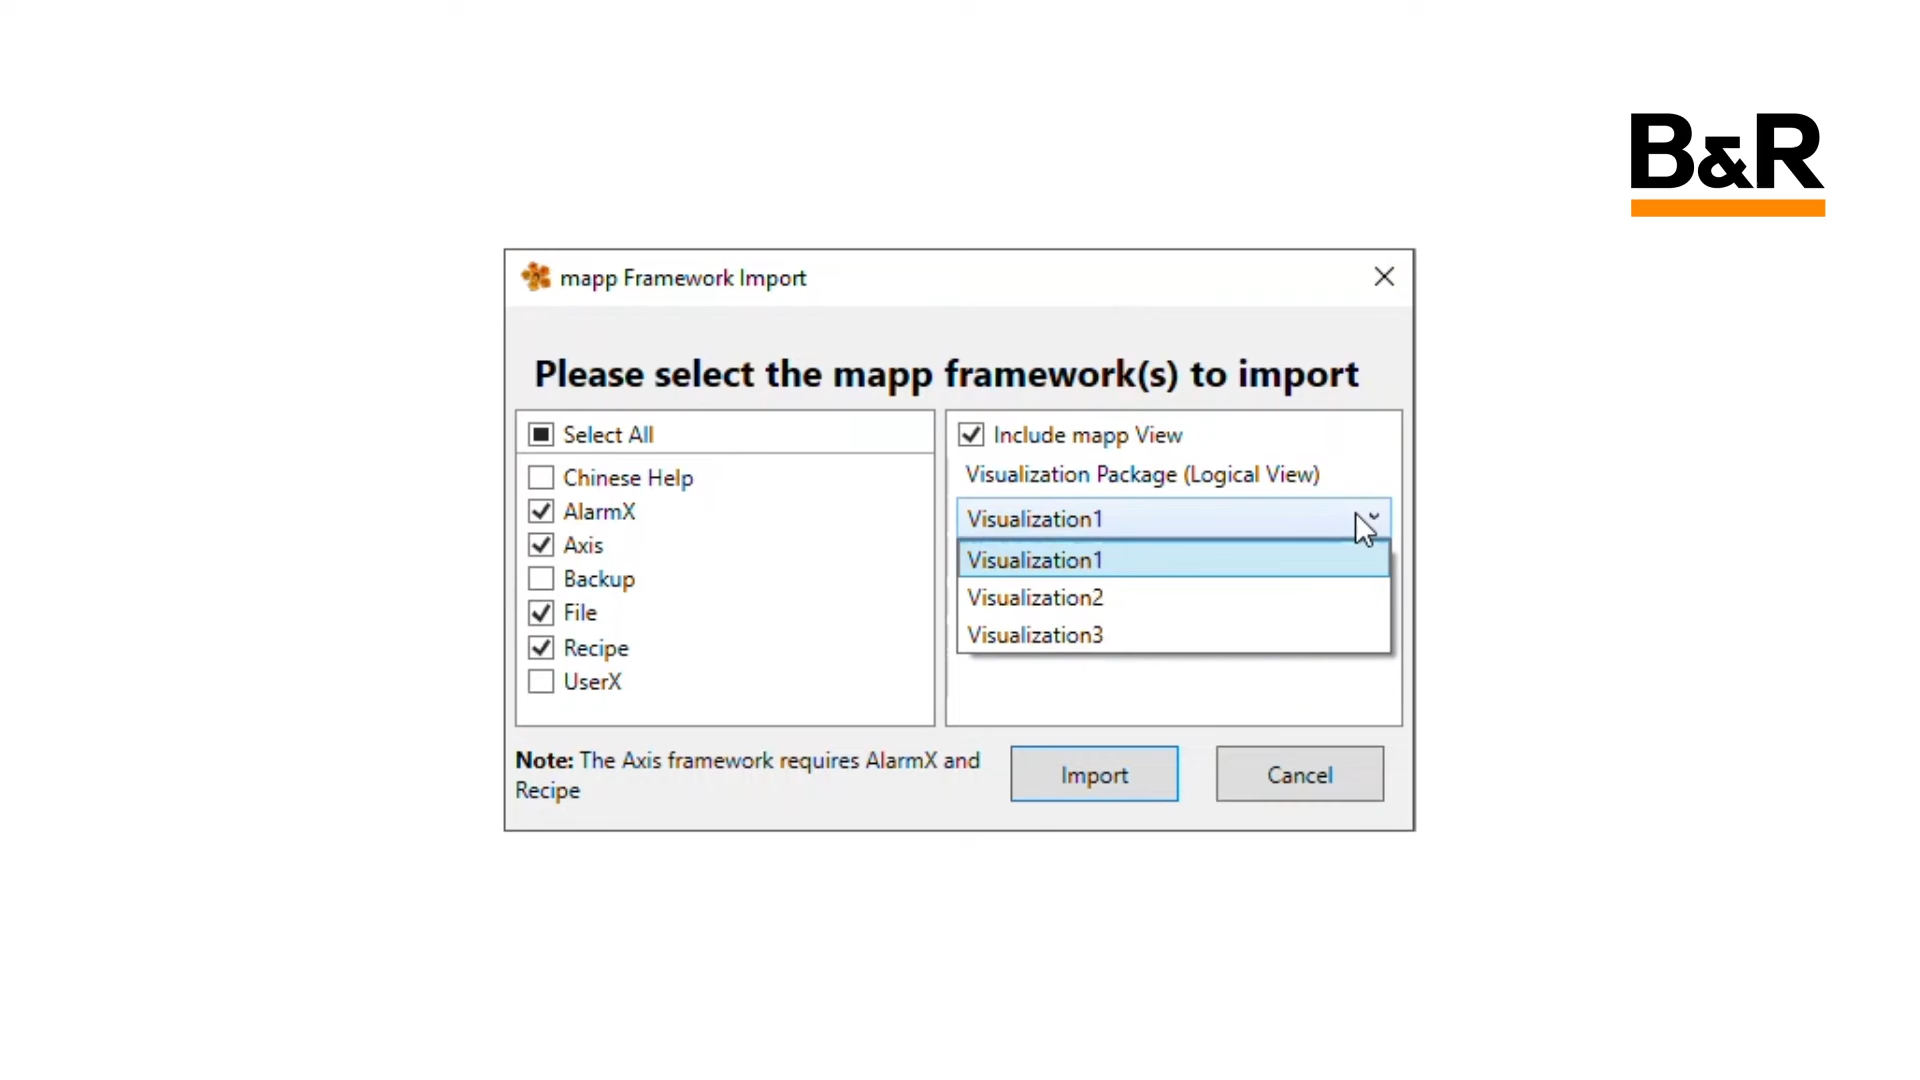 B&R
mapp Framework Import
Please select the mapp framework(s) to import
Select All
Chinese Help
AlarmX
Axis
Backup
File
Recipe
UserX
Include mapp View
Visualization Package (Logical View)
Visualization1
Visualization1
Visualization2
Visualization3
Note: The Axis framework requires AlarmX and
Recipe
Import
Cancel